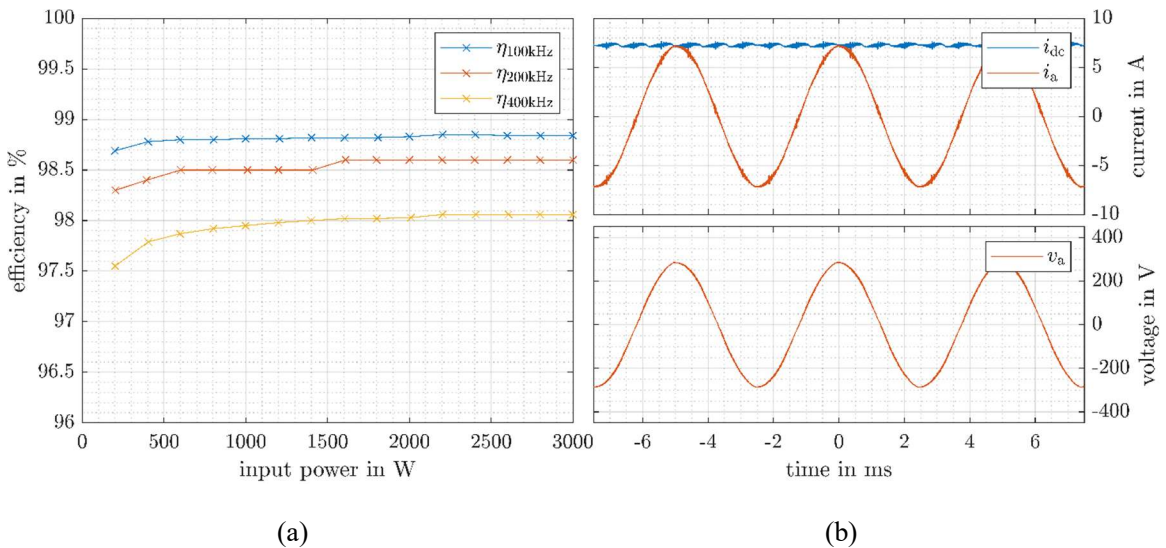 100
99.5
99
98.5
98
97.5
97
96.5
96
efficiency in %
0
500
1000
1500
2000
2500
3000
input power in W
η100kHz
η200kHz
η400kHz
(a)
idc
ia
10
5
0
-5
-10
current in A
va
400
200
0
-200
-400
voltage in V
-6
-4
-2
0
2
4
6
time in ms
(b)